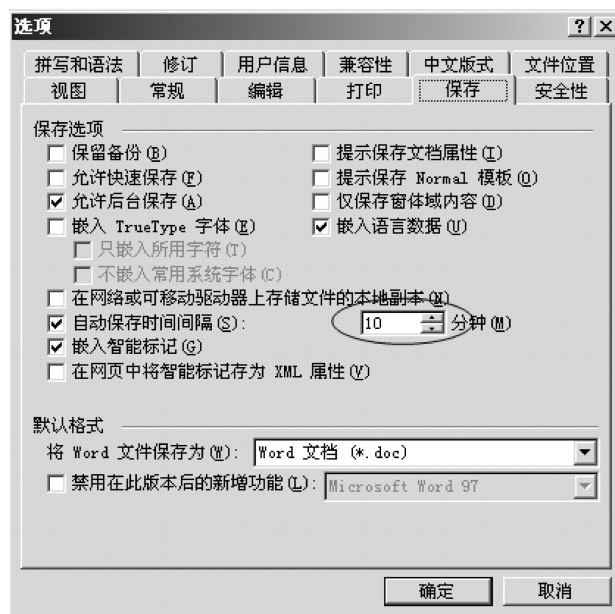 选项
拼写和语法 修订 用户信息 兼容性 中文版式 文件位置
视图 常规 编辑 打印 保存 安全性
保存选项
保留备份(B) 提示保存文档属性(I)
允许快速保存(F) 提示保存 Normal 模板(O)
允许后台保存(A) 仅保存窗体域内容(D)
嵌入 TrueType 字体(E) 嵌入语言数据(U)
只嵌入所用字符(T)
不嵌入常用系统字体(C)
在网络或可移动驱动器上存储文件的本地副本(N)
自动保存时间间隔(S): 10 分钟(M)
嵌入智能标记(G)
在网页中将智能标记存为 XML 属性(V)
默认格式
将 Word 文件保存为(W): Word 文档 (*.doc)
禁用在此版本后的新增功能(L): Microsoft Word 97
确定 取消